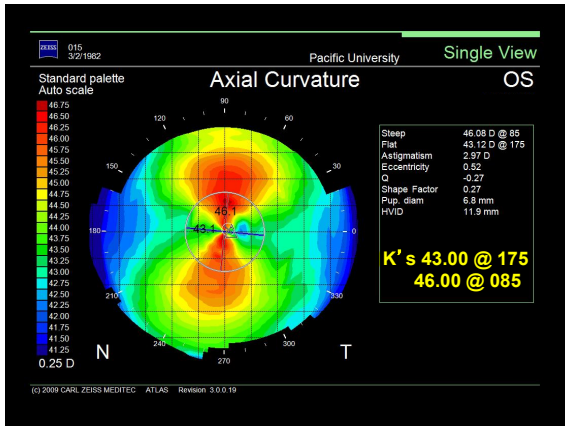 ZEISS
015
3/2/1982
Pacific University
Single View
Standard palette
Auto scale
Axial Curvature
OS
46.75
46.50
46.25
46.00
45.75
45.50
45.25
45.00
44.75
44.50
44.25
44.00
43.75
43.50
43.25
43.00
42.75
42.50
42.25
42.00
41.75
41.50
41.25
0.25 D
90
120
60
150
30
180
0
210
330
240
300
270
46.1
43.1
N
T
Steep 46.08 D @ 85
Flat 43.12 D @ 175
Astigmatism 2.97 D
Eccentricity 0.52
Q -0.27
Shape Factor 0.27
Pup. diam 6.8 mm
HVID 11.9 mm
K's 43.00 @ 175
46.00 @ 085
(c) 2009 CARL ZEISS MEDITEC ATLAS Revision 3.0.0.19